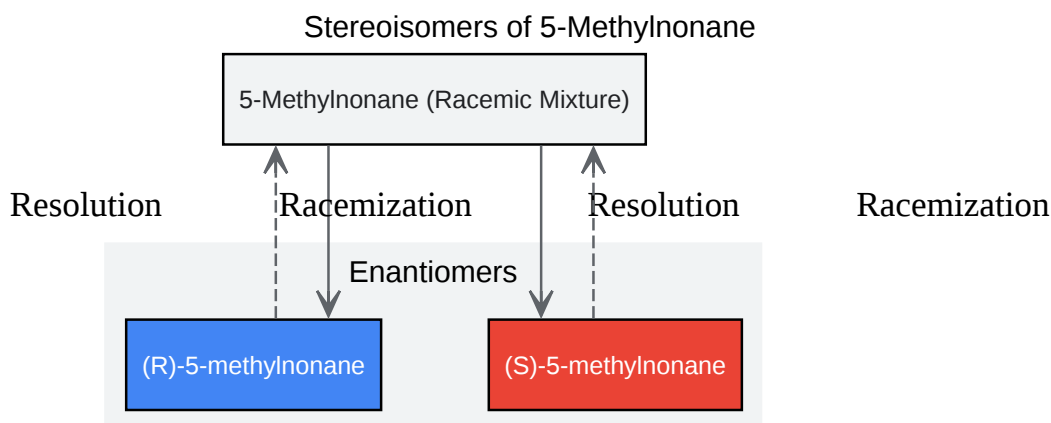 Stereoisomers of 5-Methylnonane
5-Methylnonane (Racemic Mixture)
Resolution Racemization Resolution Racemization
Enantiomers
(R)-5-methylnonane (S)-5-methylnonane